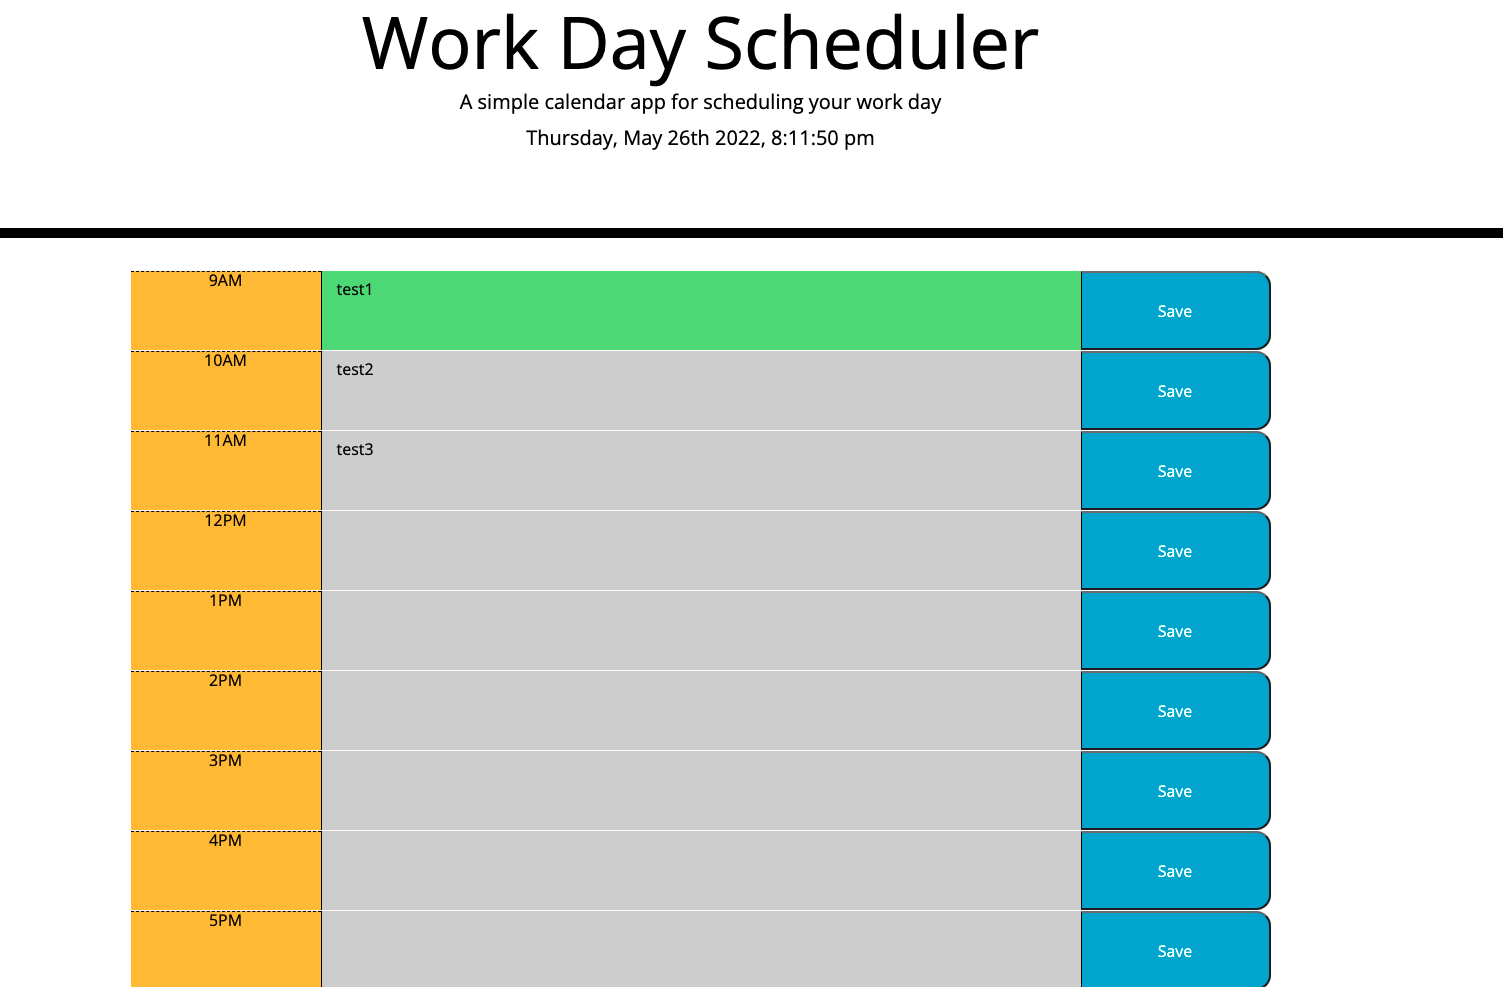 Work Day Scheduler
A simple calendar app for scheduling your work day
Thursday, May 26th 2022, 8:11:50 pm
9AM test1 Save
10AM test2 Save
11AM test3 Save
12PM Save
1PM Save
2PM Save
3PM Save
4PM Save
5PM Save